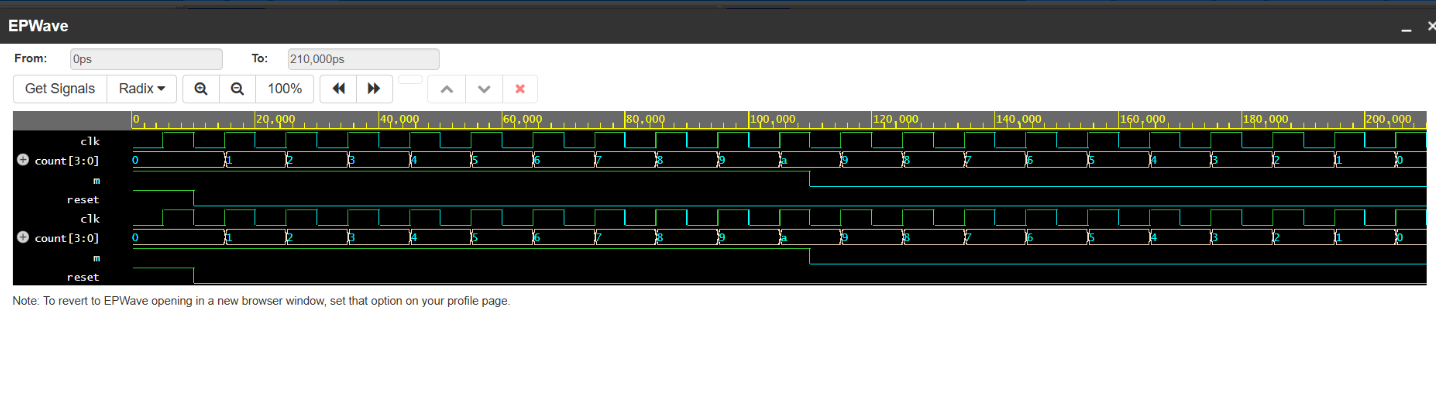 EPWave
From: 0ps To: 210,000ps
Get Signals Radix 100%
0 20,000 40,000 60,000 80,000 100,000 120,000 140,000 160,000 180,000 200,000
clk
count[3:0] 0 1 2 3 4 5 6 7 8 9 a 9 8 7 6 5 4 3 2 1 0
m
reset
clk
count[3:0] 0 1 2 3 4 5 6 7 8 9 a 9 8 7 6 5 4 3 2 1 0
m
reset
Note: To revert to EPWave opening in a new browser window, set that option on your profile page.